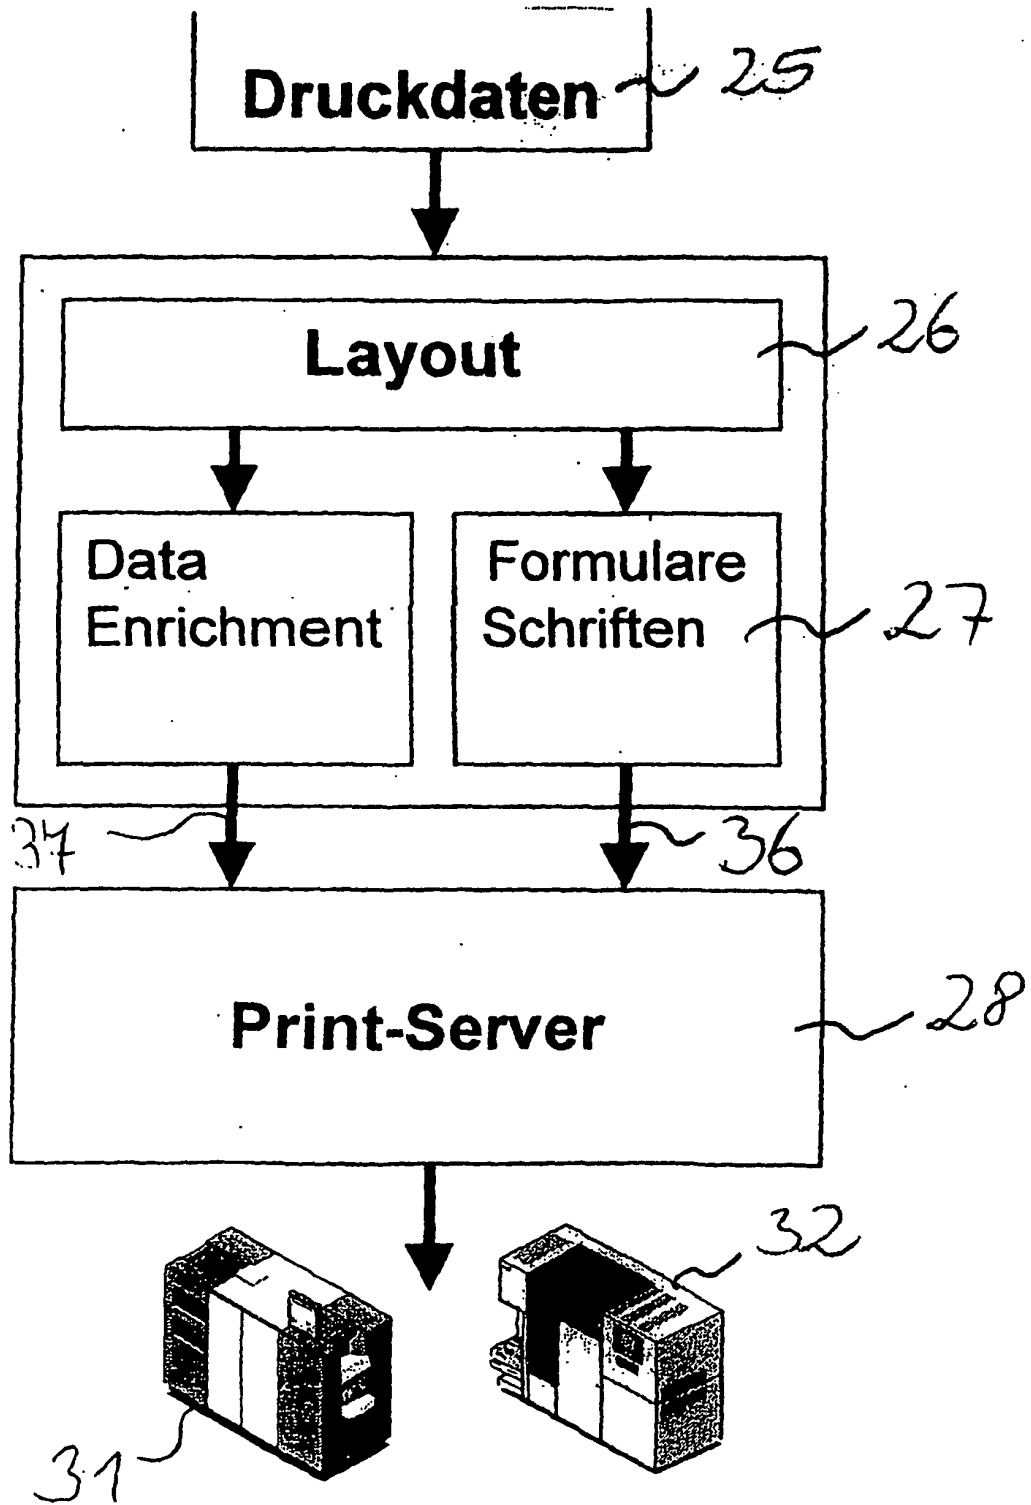 Druckdaten 25
Layout 26
Data
Enrichment
Formulare
Schriften 27
37 36
Print-Server 28
32
31